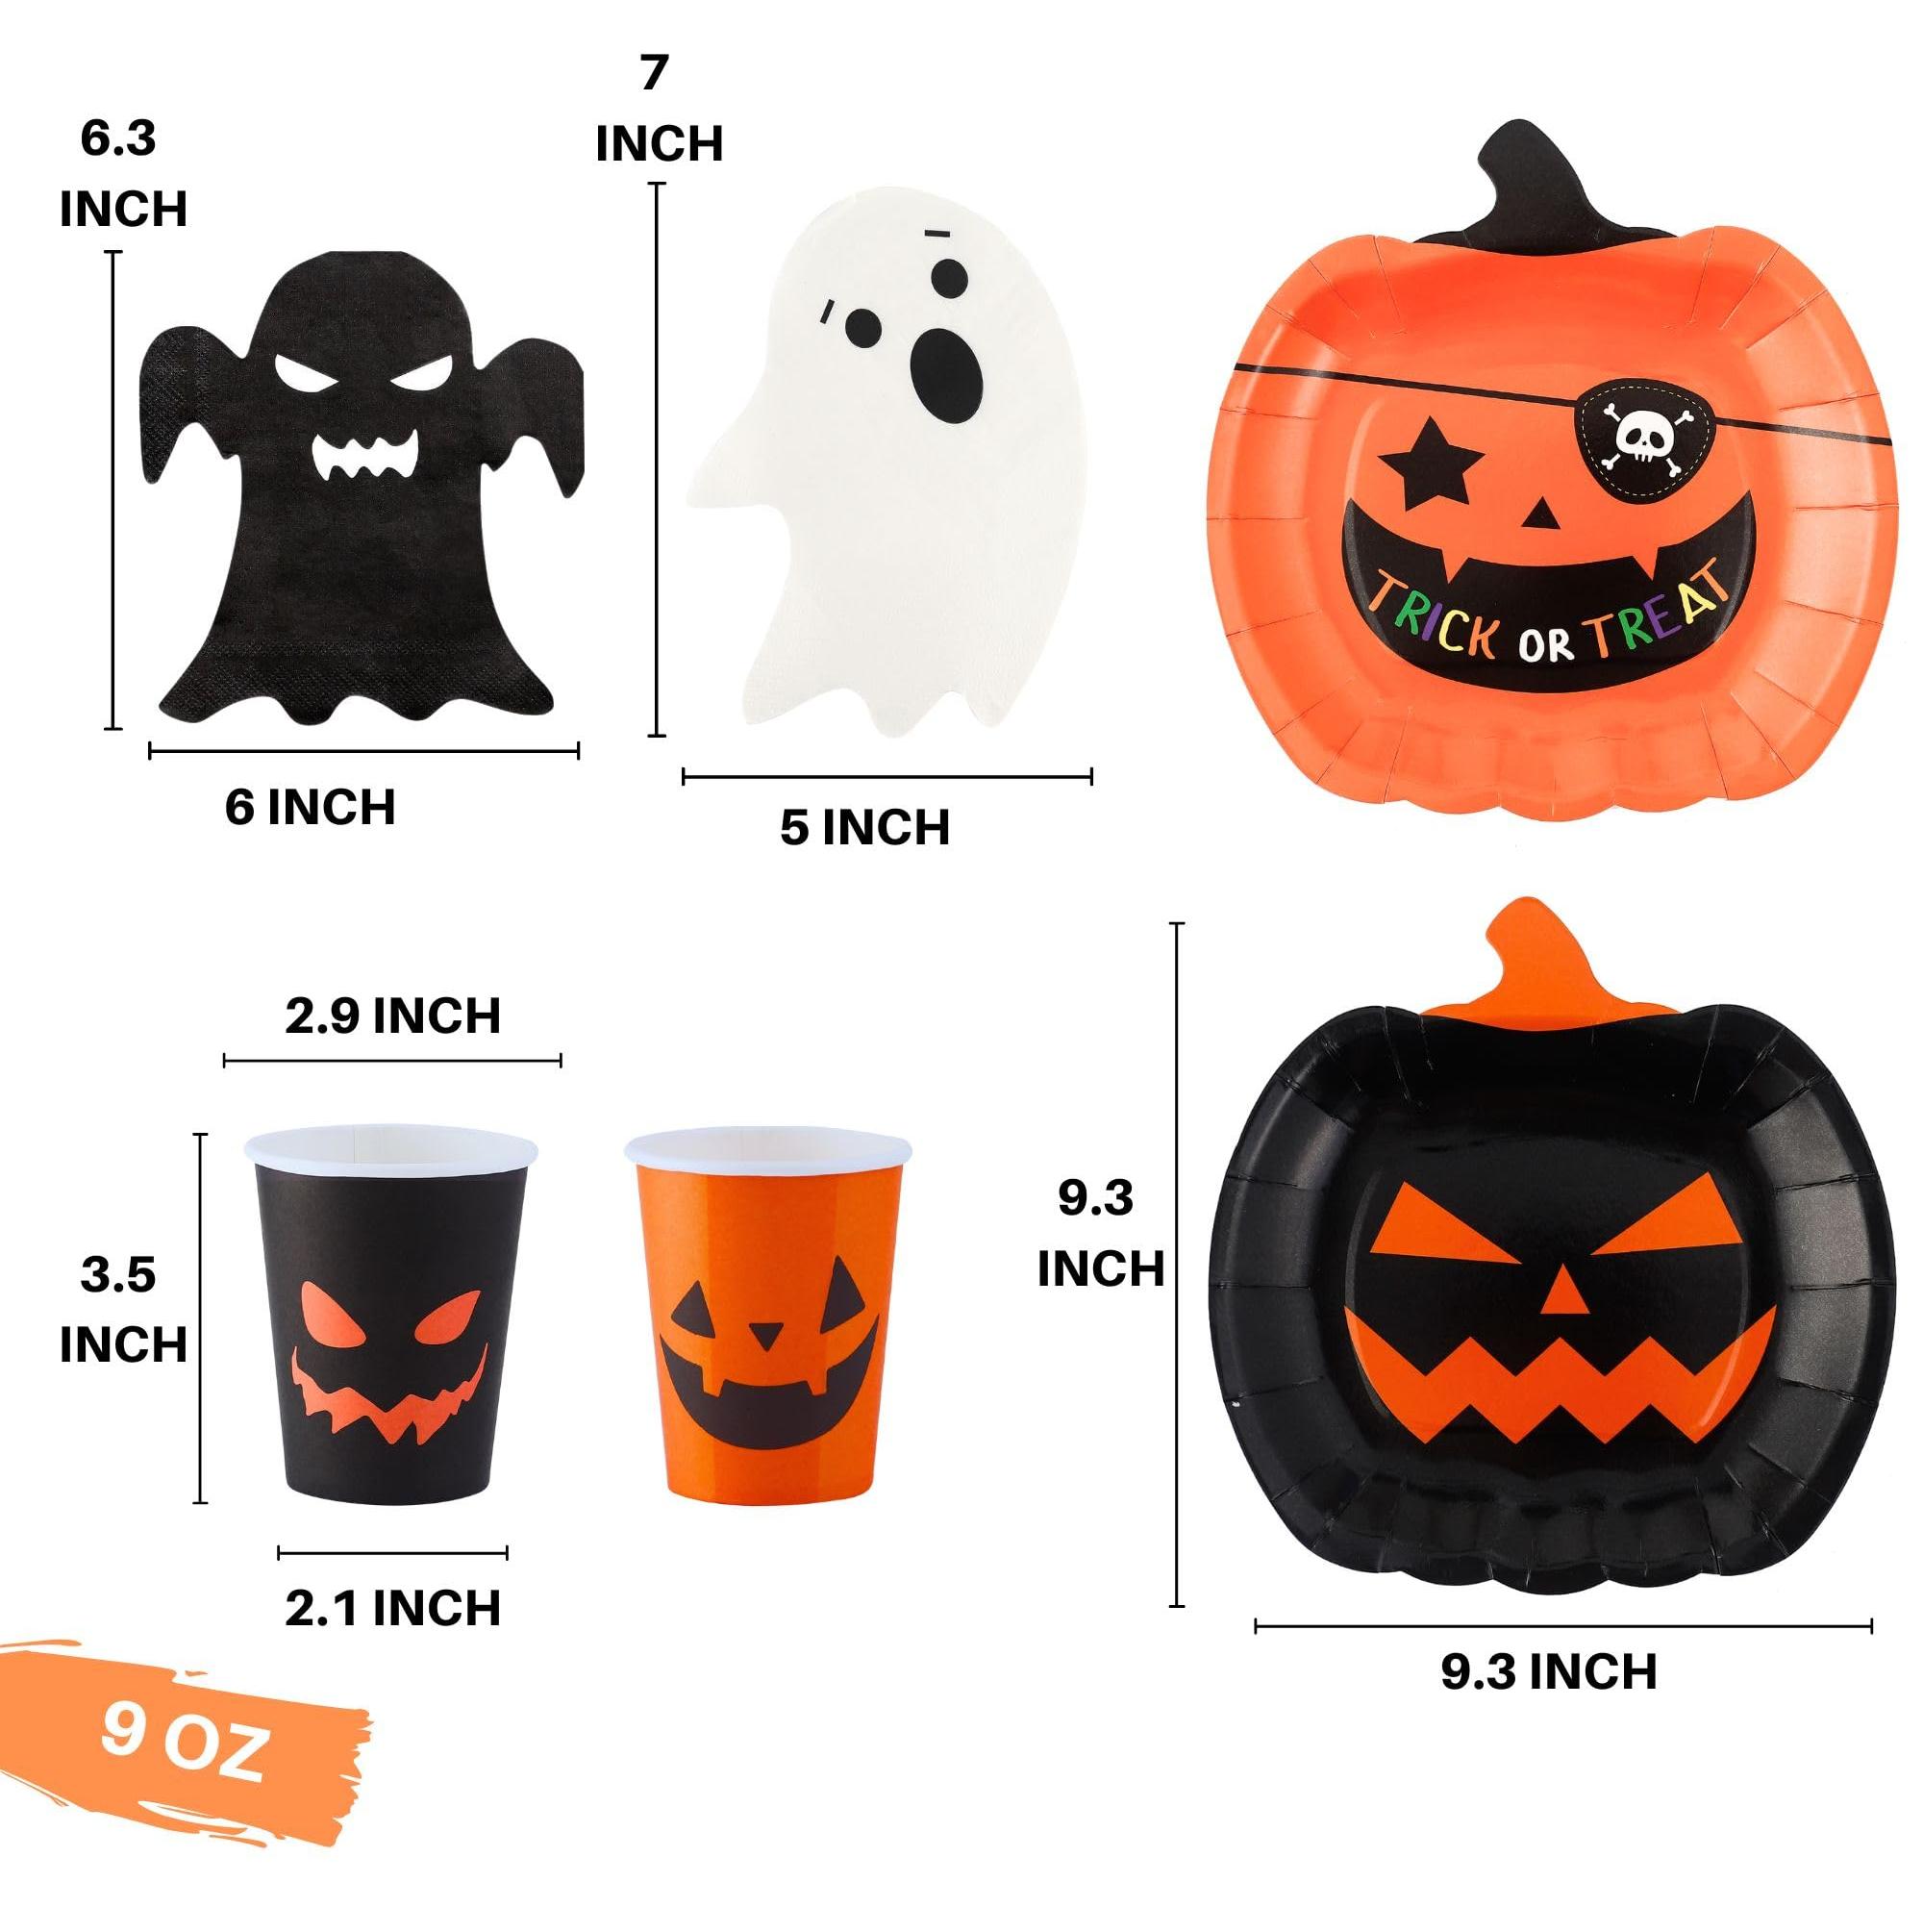 7
INCH
6.3
INCH
6 INCH
5 INCH
TRICK OR TREAT
2.9 INCH
3.5
INCH
2.1 INCH
9.3
INCH
9.3 INCH
9 OZ